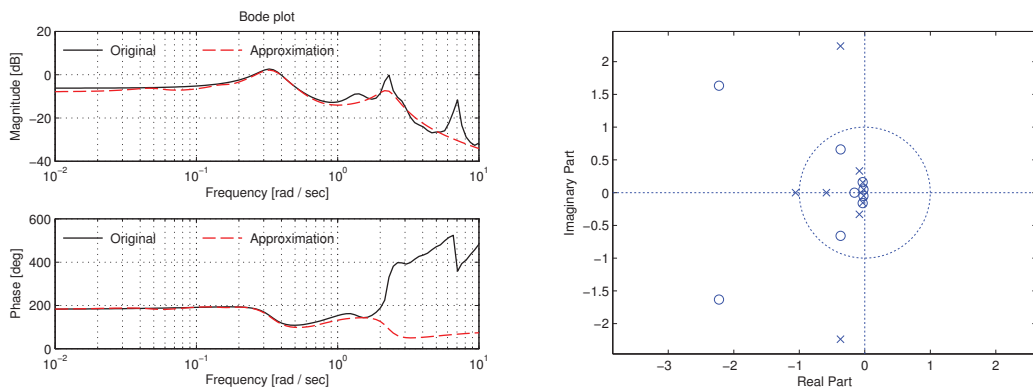 Bode plot
20
0
−20
−40
Magnitude [dB]
Original
Approximation
10^−2
10^−1
10^0
10^1
Frequency [rad / sec]
600
400
200
0
Phase [deg]
Original
Approximation
10^−2
10^−1
10^0
10^1
Frequency [rad / sec]
2
1.5
1
0.5
0
−0.5
−1
−1.5
−2
Imaginary Part
−3
−2
−1
0
1
2
Real Part